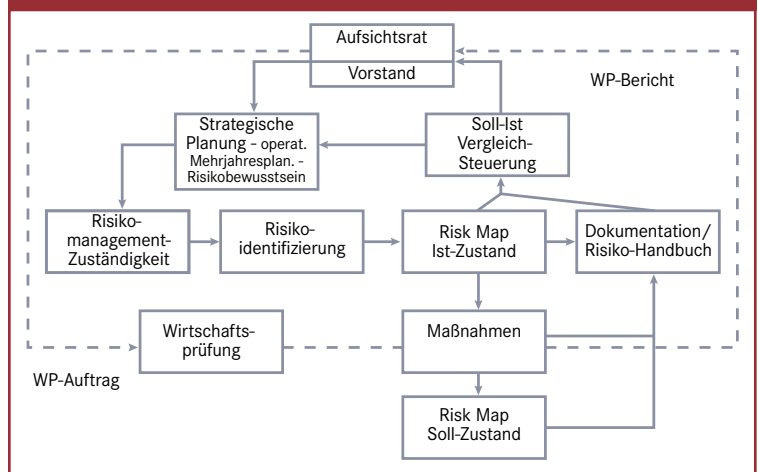 Aufsichtsrat
Vorstand
WP-Bericht
Strategische
Planung - operat.
Mehrjahresplan. -
Risikobewusstsein
Soll-Ist
Vergleich-
Steuerung
Risiko-
management-
Zuständigkeit
Risiko-
identifizierung
Risk Map
Ist-Zustand
Dokumentation/
Risiko-Handbuch
Wirtschafts-
prüfung
Maßnahmen
WP-Auftrag
Risk Map
Soll-Zustand